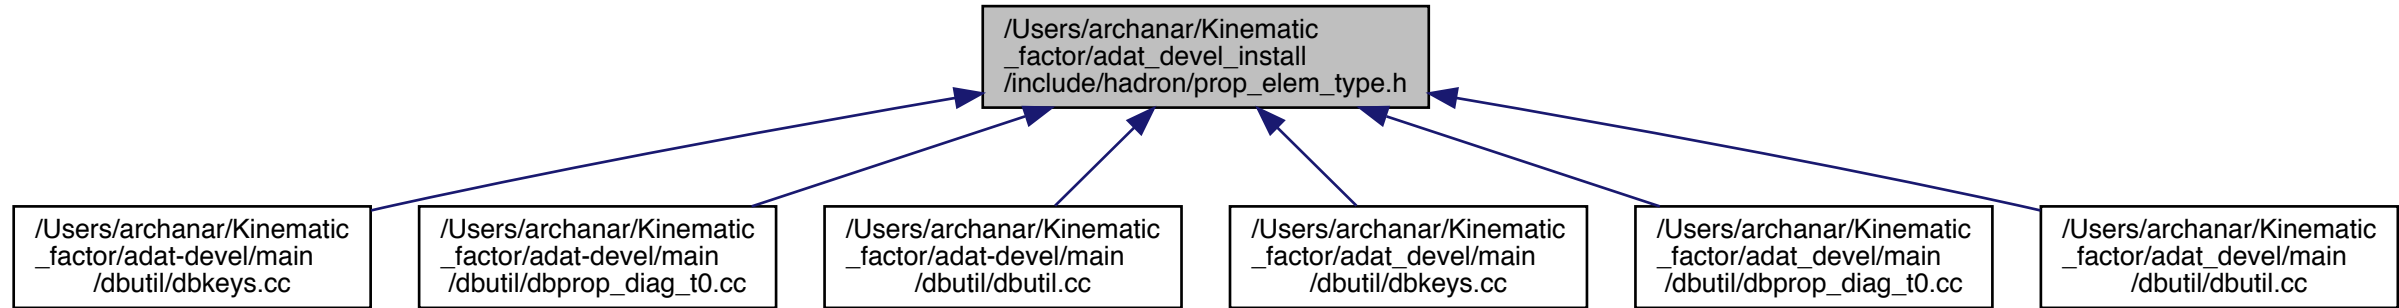 /Users/archanar/Kinematic
_factor/adat_devel_install
/include/hadron/prop_elem_type.h
/Users/archanar/Kinematic
_factor/adat-devel/main
/dbutil/dbkeys.cc
/Users/archanar/Kinematic
_factor/adat-devel/main
/dbutil/dbprop_diag_t0.cc
/Users/archanar/Kinematic
_factor/adat-devel/main
/dbutil/dbutil.cc
/Users/archanar/Kinematic
_factor/adat_devel/main
/dbutil/dbkeys.cc
/Users/archanar/Kinematic
_factor/adat_devel/main
/dbutil/dbprop_diag_t0.cc
/Users/archanar/Kinematic
_factor/adat_devel/main
/dbutil/dbutil.cc